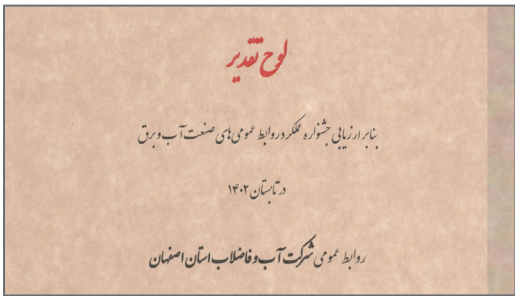 لوح تقدیر
بنابر ارزیابی جشنواره عملکرد روابط عمومی های صنعت آب و برق
در تابستان ۱۴۰۲
روابط عمومی شرکت آب و فاضلاب استان اصفهان